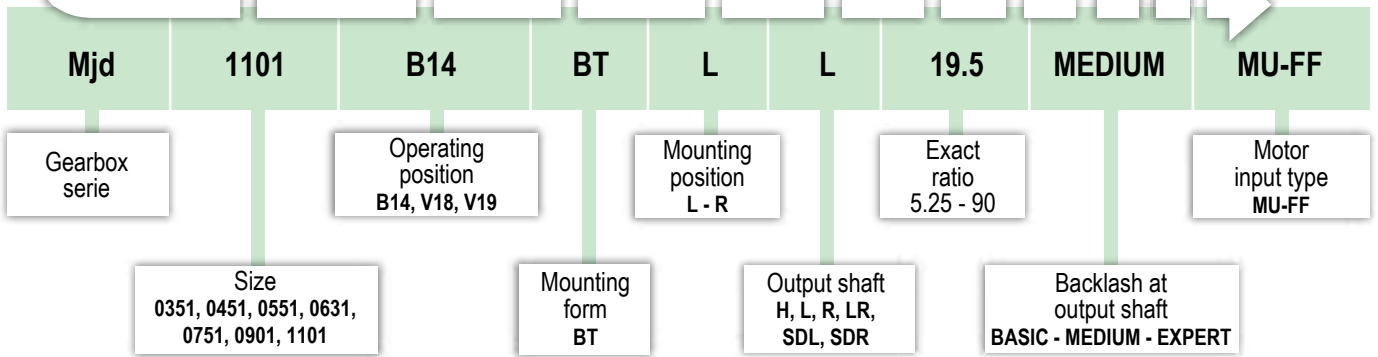 Mjd 1101 B14 BT L L 19.5 MEDIUM MU-FF
Gearbox
serie
Operating
position
B14, V18, V19
Mounting
position
L - R
Exact
ratio
5.25 - 90
Motor
input type
MU-FF
Size
0351, 0451, 0551, 0631,
0751, 0901, 1101
Mounting
form
BT
Output shaft
H, L, R, LR,
SDL, SDR
Backlash at
output shaft
BASIC - MEDIUM - EXPERT